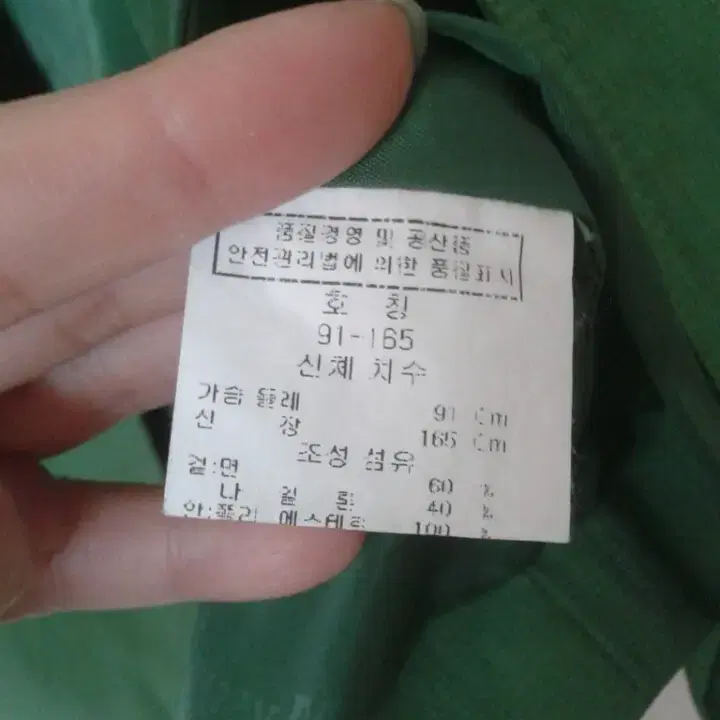 품질경영 및 공산품
안전관리법에 의한 품질표시
호 칭
91-165
신체 치수
가슴 둘레 91 cm
신 장 165 cm
조성 섬유
겉:면 60 %
나 일 론 40 %
안:폴리 에스테르 100 %